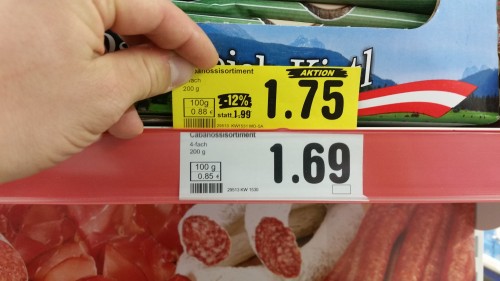 Cabanossisortiment
4-fach
200 g
AKTION
-12%
statt 1,99
1.75
100g
0.88
Cabanossisortiment
4-fach
200 g
1.69
100 g
0.85